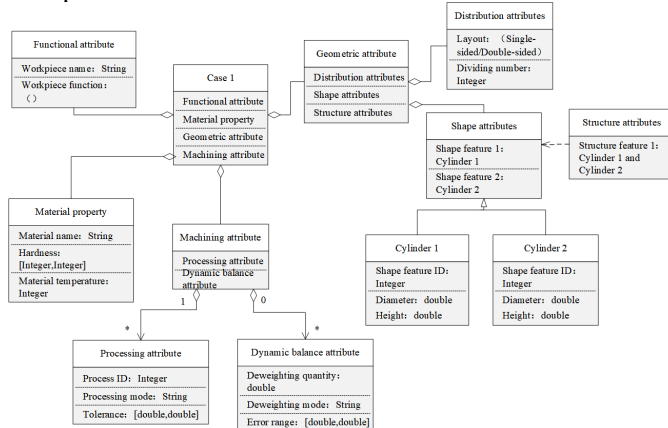 Functional attribute
Workpiece name：String
Workpiece function：
（）
Case 1
Functional attribute
Material property
Geometric attribute
Machining attribute
Geometric attribute
Distribution attributes
Shape attributes
Structure attributes
Distribution attributes
Layout：（Single-
sided/Double-sided）
Dividing number：
Integer
Shape attributes
Shape feature 1：
Cylinder 1
Shape feature 2：
Cylinder 2
Structure attributes
Structure feature 1：
Cylinder 1 and
Cylinder 2
Material property
Material name：String
Hardness：
[Integer,Integer]
Material temperature：
Integer
Machining attribute
Processing attribute
Dynamic balance
attribute
1
0
*
*
Cylinder 1
Shape feature ID：
Integer
Diameter：double
Height：double
Cylinder 2
Shape feature ID：
Integer
Diameter：double
Height：double
Processing attribute
Process ID：Integer
Processing mode：String
Tolerance：[double,double]
Dynamic balance attribute
Deweighting quantity：
double
Deweighting mode：String
Error range：[double,double]